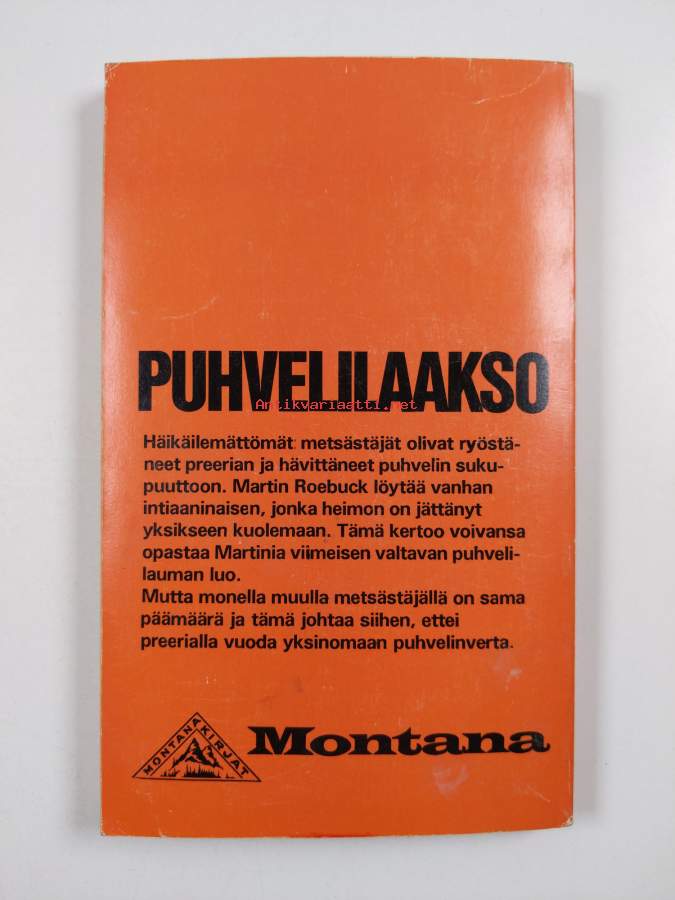 PUHVELILAAKSO
Antikvariaatti.net
Häikäilemättömät metsästäjät olivat ryöstä-
neet preerian ja hävittäneet puhvelin suku-
puuttoon. Martin Roebuck löytää vanhan
intiaaninaisen, jonka heimon on jättänyt
yksikseen kuolemaan. Tämä kertoo voivansa
opastaa Martinia viimeisen valtavan puhveli-
lauman luo.
Mutta monella muulla metsästäjällä on sama
päämäärä ja tämä johtaa siihen, ettei
preerialla vuoda yksinomaan puhvelinverta.
MONTANA KIRJAT
Montana